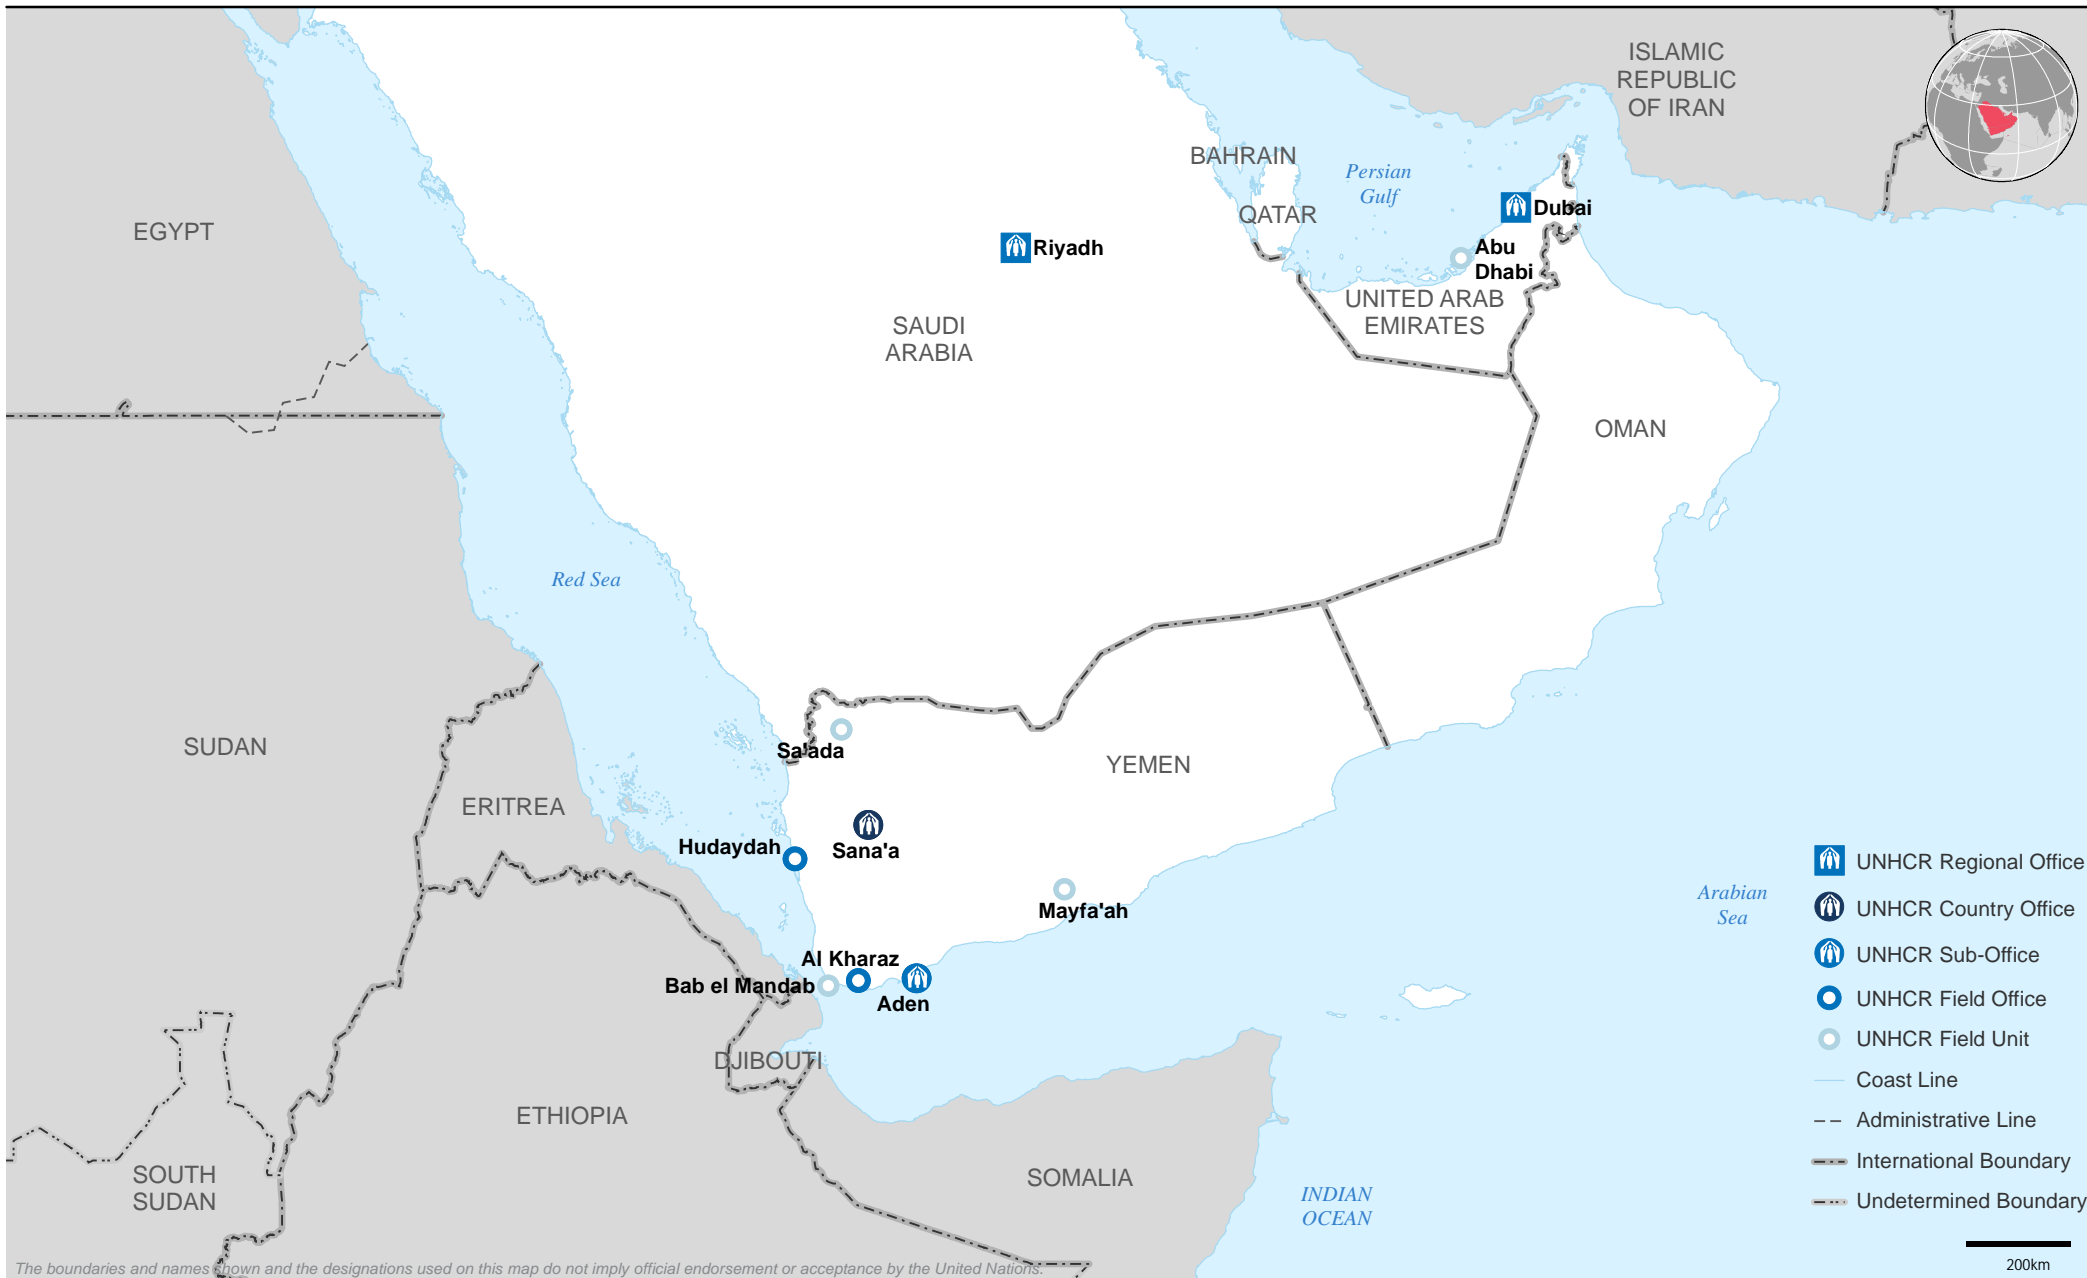 ISLAMIC
REPUBLIC
OF IRAN
BAHRAIN
Persian
Gulf
QATAR
Dubai
EGYPT
Riyadh
Abu
Dhabi
UNITED ARAB
EMIRATES
SAUDI
ARABIA
OMAN
Red Sea
SUDAN
Sa'ada
YEMEN
ERITREA
Hudaydah
Sana'a
Mayfa'ah
Arabian
Sea
Al Kharaz
Bab el Mandab
Aden
DJIBOUTI
ETHIOPIA
SOUTH
SUDAN
SOMALIA
INDIAN
OCEAN
UNHCR Regional Office
UNHCR Country Office
UNHCR Sub-Office
UNHCR Field Office
UNHCR Field Unit
Coast Line
Administrative Line
International Boundary
Undetermined Boundary
200km
The boundaries and names shown and the designations used on this map do not imply official endorsement or acceptance by the United Nations.